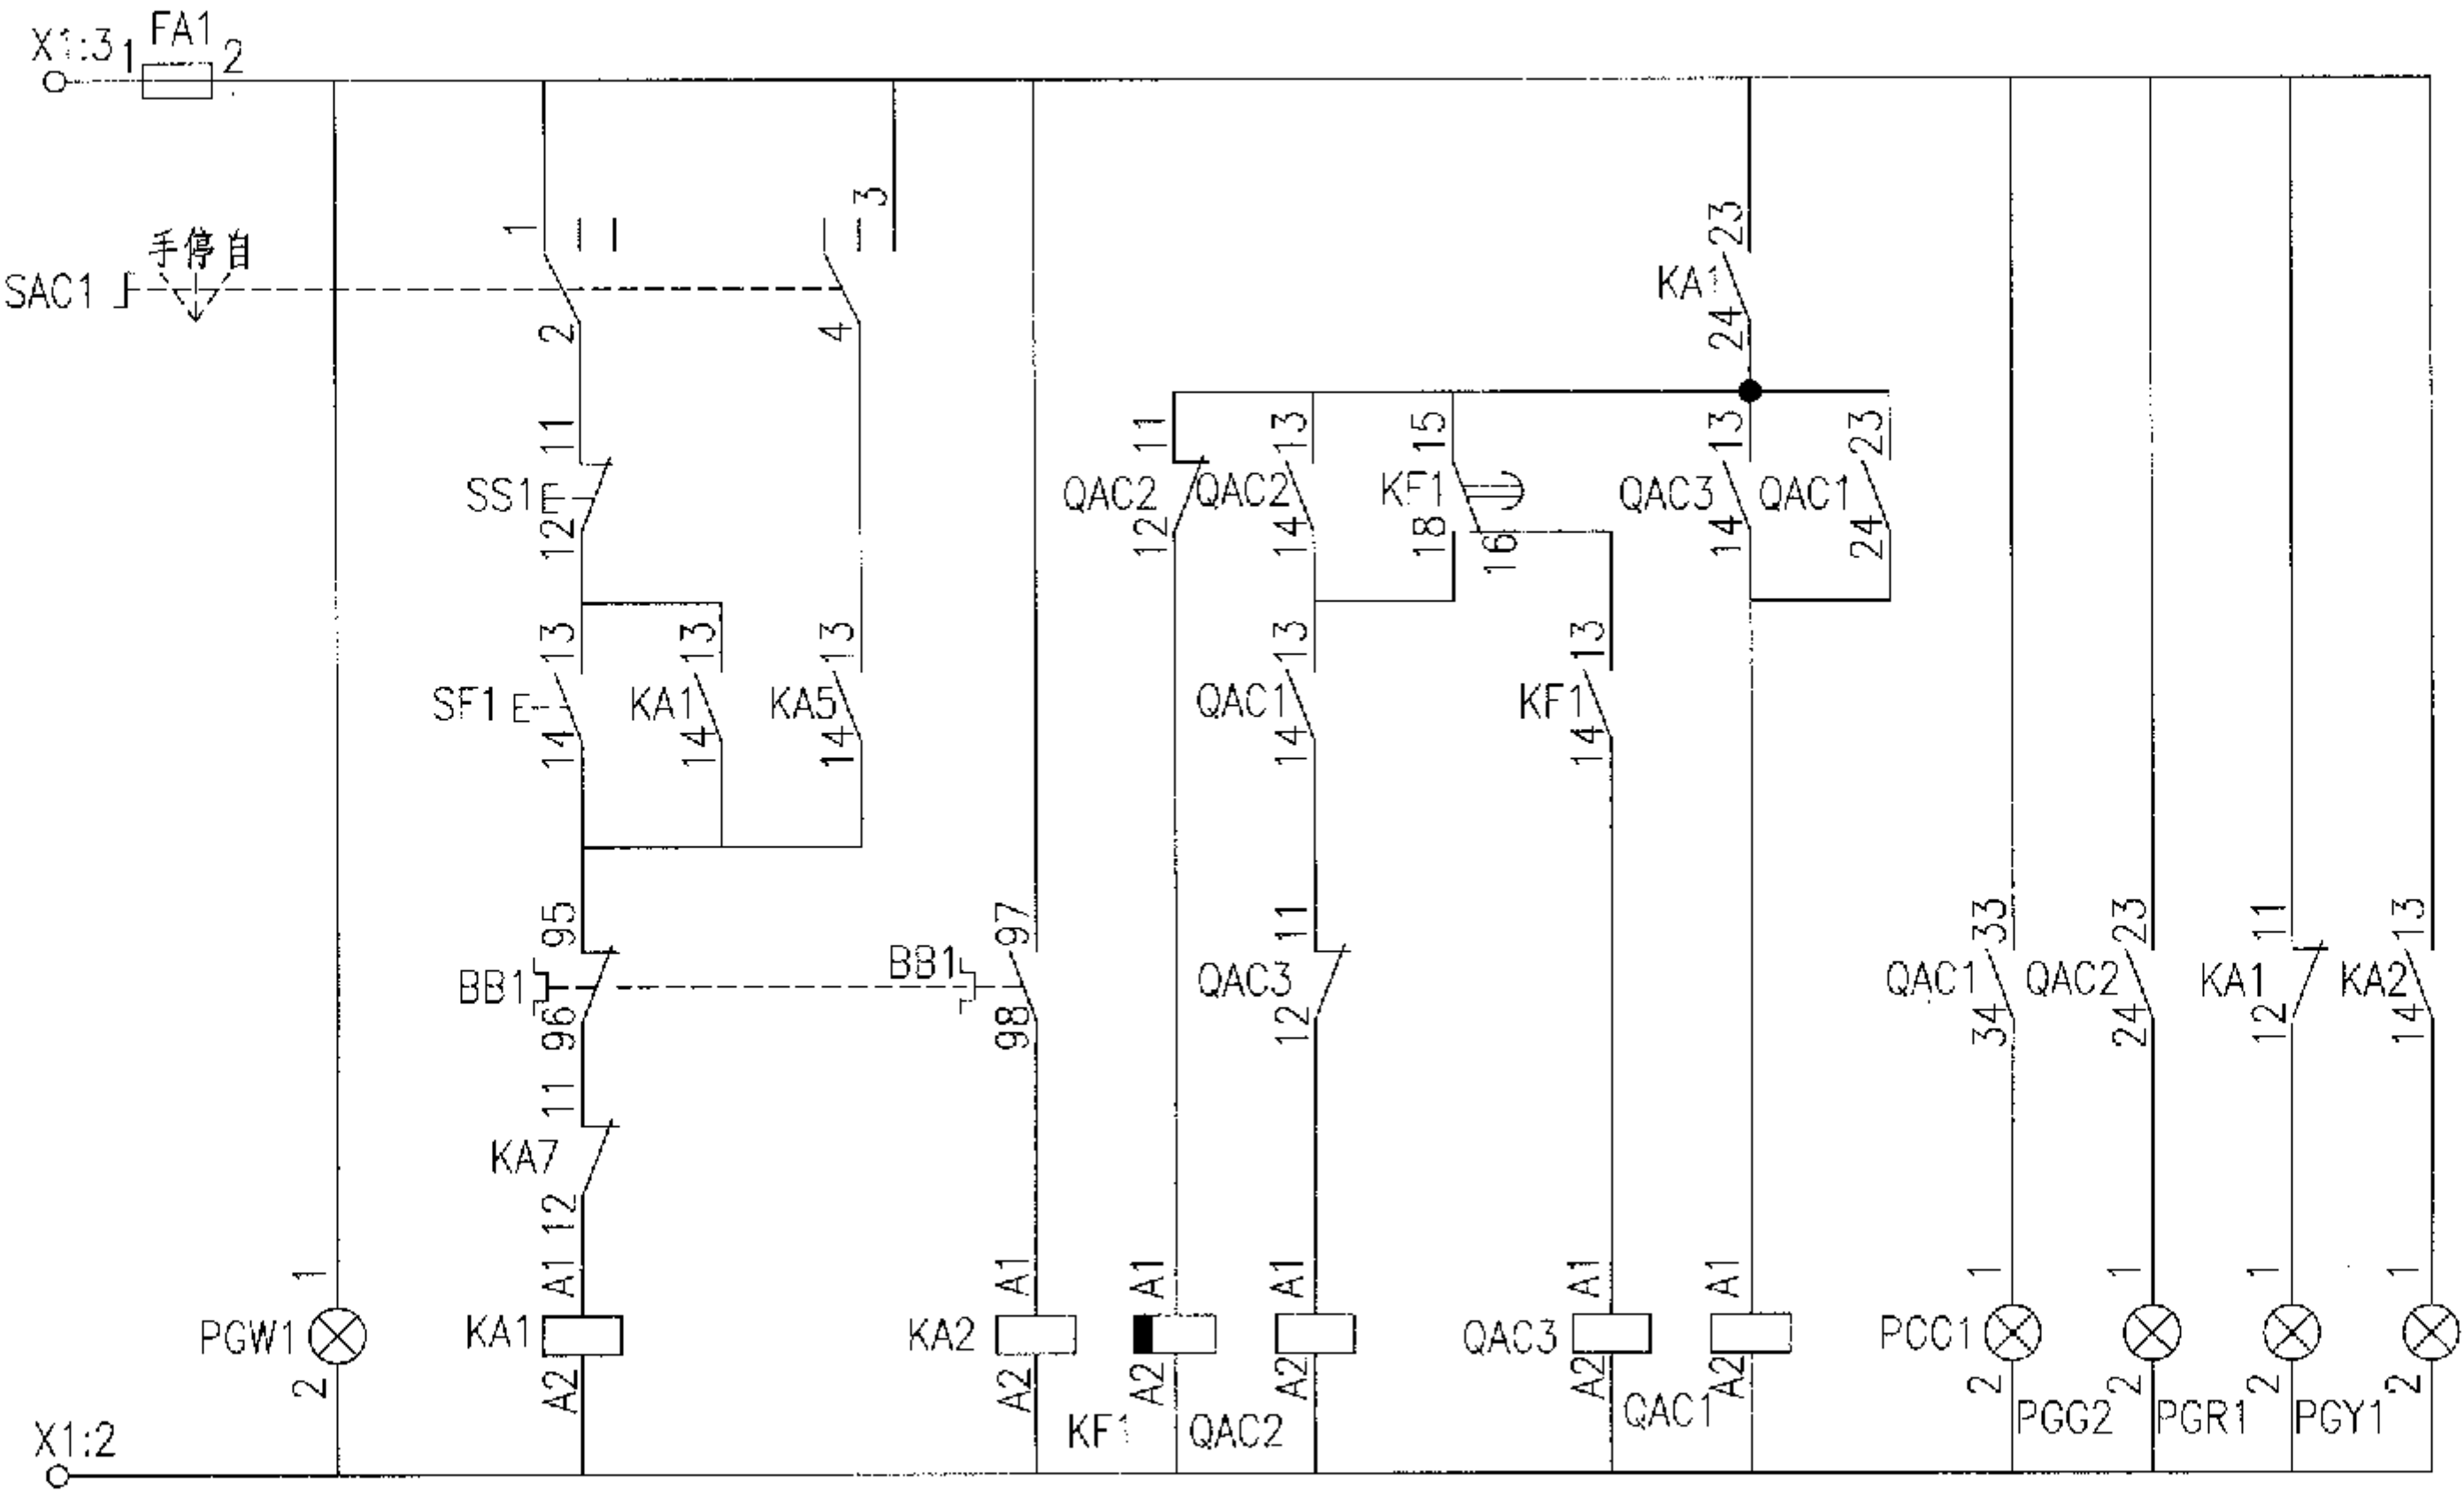 X1:3
1
FA1
2
SAC1
手停自
1
2
3
4
KA1
23
24
11
SS1
12
QAC2
11
12
QAC2
13
14
KF1
15
18
16
QAC3
13
14
QAC1
23
24
SF1
13
14
KA1
13
14
KA5
13
14
QAC1
13
14
KF1
13
14
BB1
95
96
BB1
97
98
QAC3
11
12
QAC1
33
34
QAC2
23
24
KA1
11
12
KA2
13
14
KA7
11
12
PGW1
1
2
KA1
A1
A2
KA2
A1
A2
KF1
A1
A2
QAC2
A1
A2
QAC3
A1
A2
QAC1
A1
A2
PCC1
1
2
PGG2
1
2
PGR1
1
2
PGY1
1
2
X1:2